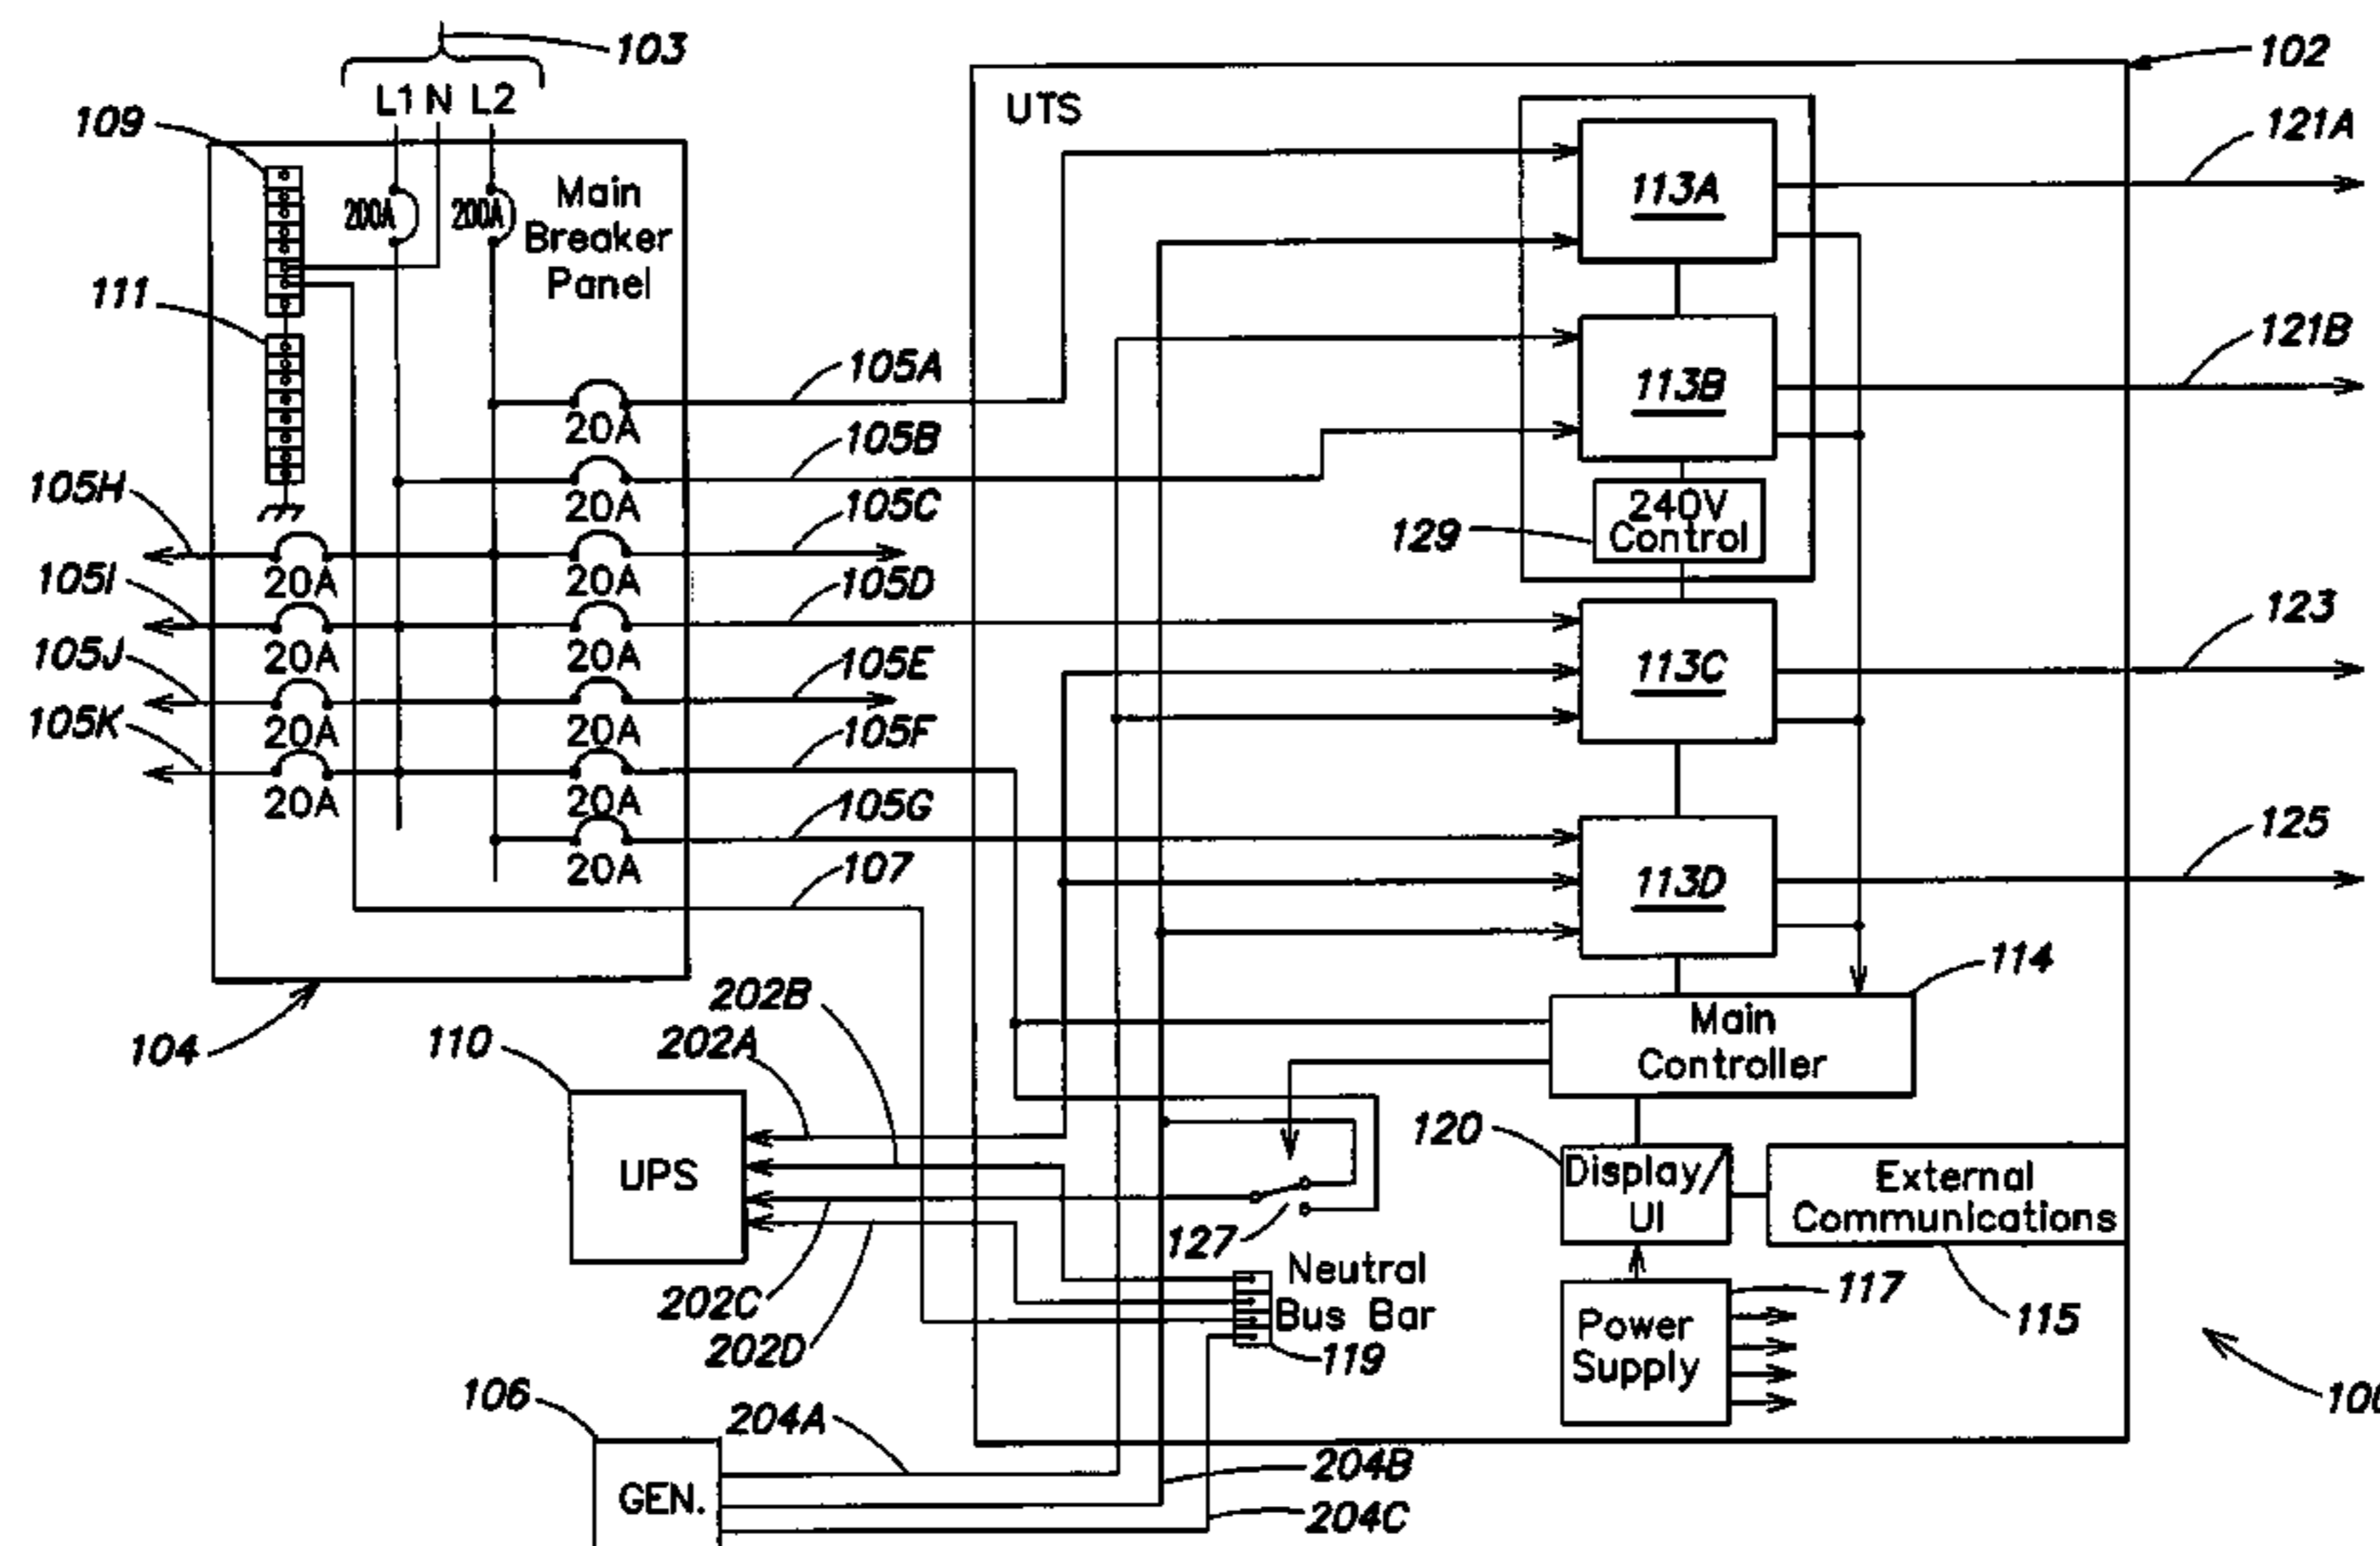 103
102
L1 N L2
UTS
109
121A
200A
200A
Main
Breaker
Panel
113A
111
121B
105A
113B
20A
105B
105H
20A
105C
240V
Control
129
105I
20A
20A
105D
123
105J
20A
20A
105E
113C
105K
20A
20A
105F
20A
20A
105G
125
20A
107
113D
202B
114
104
110
202A
Main
Controller
120
UPS
Display/
UI
External
Communications
127
202C
Neutral
Bus Bar
117
202D
119
Power
Supply
115
106
204A
GEN.
204B
204C